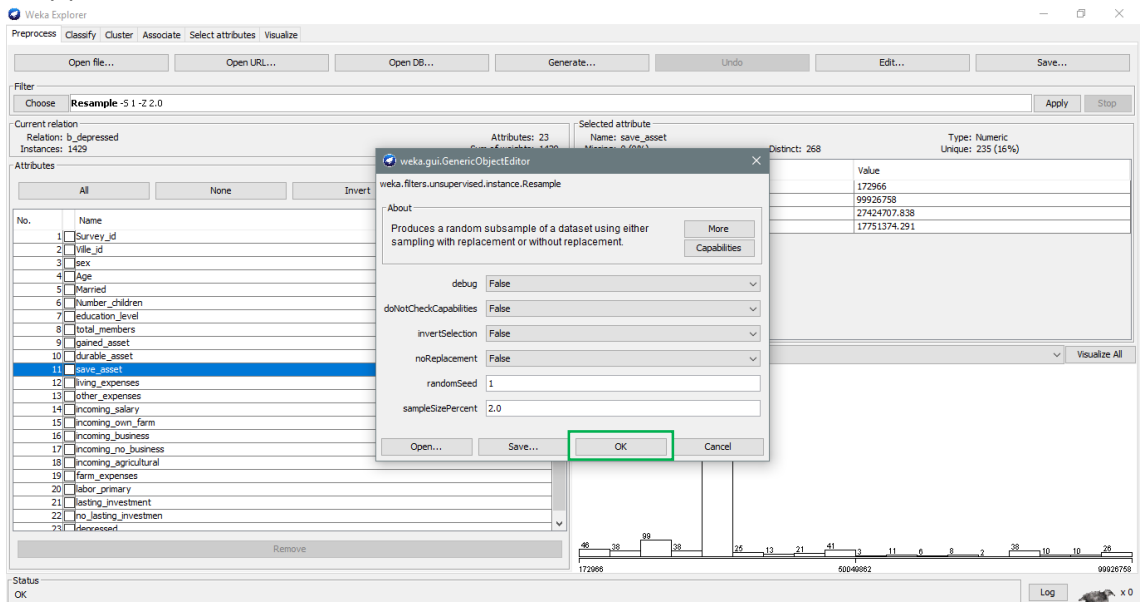 Weka Explorer
Preprocess Classify Cluster Associate Select attributes Visualize
Open file... Open URL... Open DB... Generate... Undo Edit... Save...
Filter
Choose Resample -S 1 -Z 2.0 Apply Stop
Current relation
Relation: b_depressed Attributes: 23
Instances: 1429
Selected attribute
Name: save_asset Type: Numeric
Distinct: 268 Unique: 235 (16%)
Attributes
All None Invert
No. Name
1 Survey_id
2 Ville_id
3 sex
4 Age
5 Married
6 Number_children
7 education_level
8 total_members
9 gained_asset
10 durable_asset
11 save_asset
12 living_expenses
13 other_expenses
14 incoming_salary
15 incoming_own_farm
16 incoming_business
17 incoming_no_business
18 incoming_agricultural
19 farm_expenses
20 labor_primary
21 lasting_investment
22 no_lasting_investmen
23 depressed
Remove
weka.gui.GenericObjectEditor
weka.filters.unsupervised.instance.Resample
About
Produces a random subsample of a dataset using either
sampling with replacement or without replacement.
More
Capabilities
debug False
doNotCheckCapabilities False
invertSelection False
noReplacement False
randomSeed 1
sampleSizePercent 2.0
Open... Save... OK Cancel
Value
172966
99926758
27424707.838
17751374.291
Visualize All
46 38 99 38 26 13 21 41 3 11 6 8 2 38 10 10 26
172966 50049862 99926758
Status
OK
Log x 0